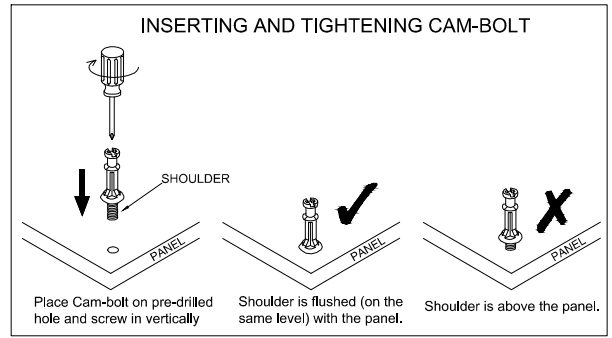 INSERTING AND TIGHTENING CAM-BOLT
SHOULDER
PANEL
PANEL
PANEL
Place Cam-bolt on pre-drilled
hole and screw in vertically
Shoulder is flushed (on the
same level) with the panel.
Shoulder is above the panel.